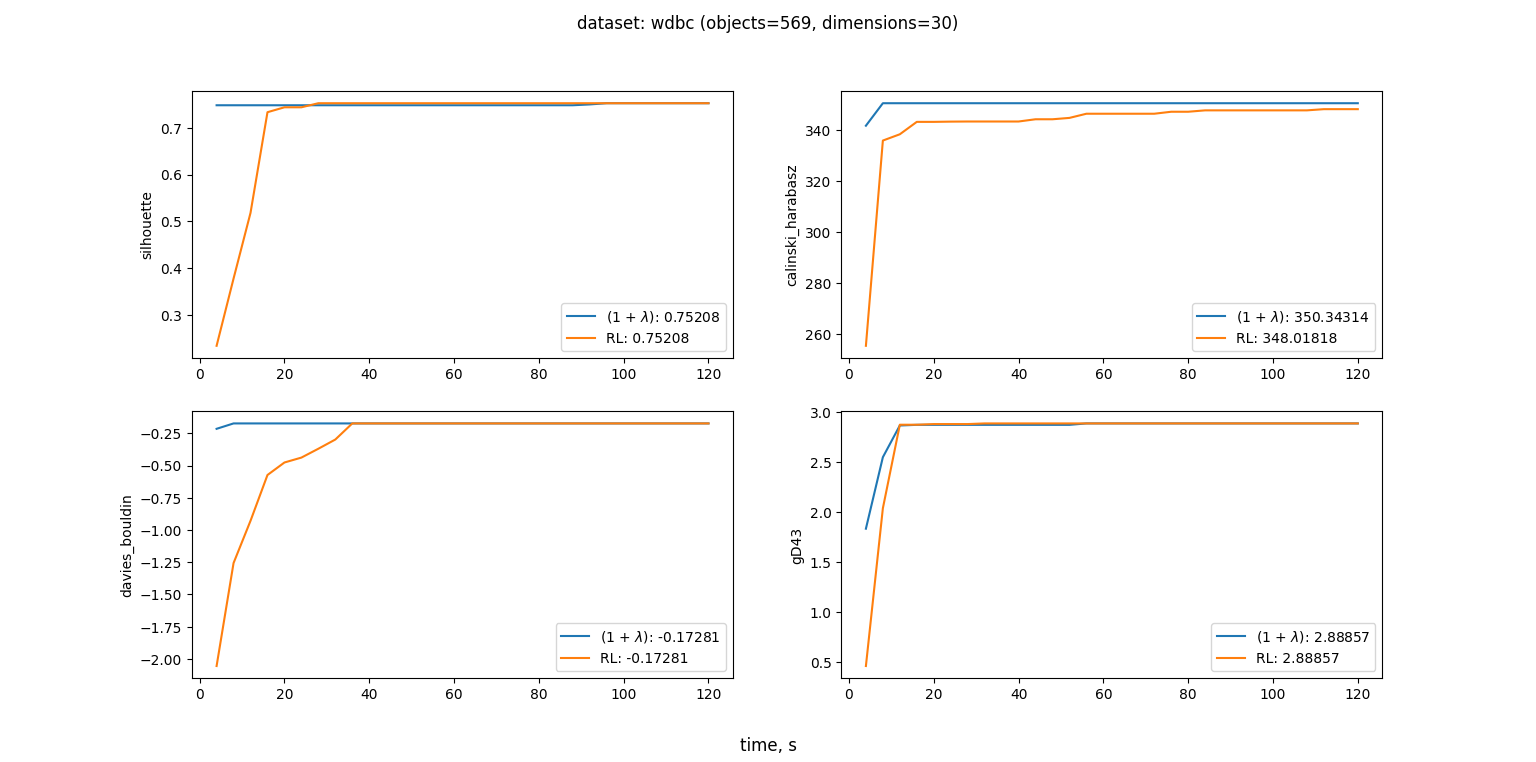 dataset: wdbc (objects=569, dimensions=30)
silhouette
0.7
0.6
0.5
0.4
0.3
0 20 40 60 80 100 120
(1 + λ): 0.75208
RL: 0.75208
calinski_harabasz
340
320
300
280
260
0 20 40 60 80 100 120
(1 + λ): 350.34314
RL: 348.01818
davies_bouldin
−0.25
−0.50
−0.75
−1.00
−1.25
−1.50
−1.75
−2.00
0 20 40 60 80 100 120
(1 + λ): -0.17281
RL: -0.17281
gD43
3.0
2.5
2.0
1.5
1.0
0.5
0 20 40 60 80 100 120
(1 + λ): 2.88857
RL: 2.88857
time, s